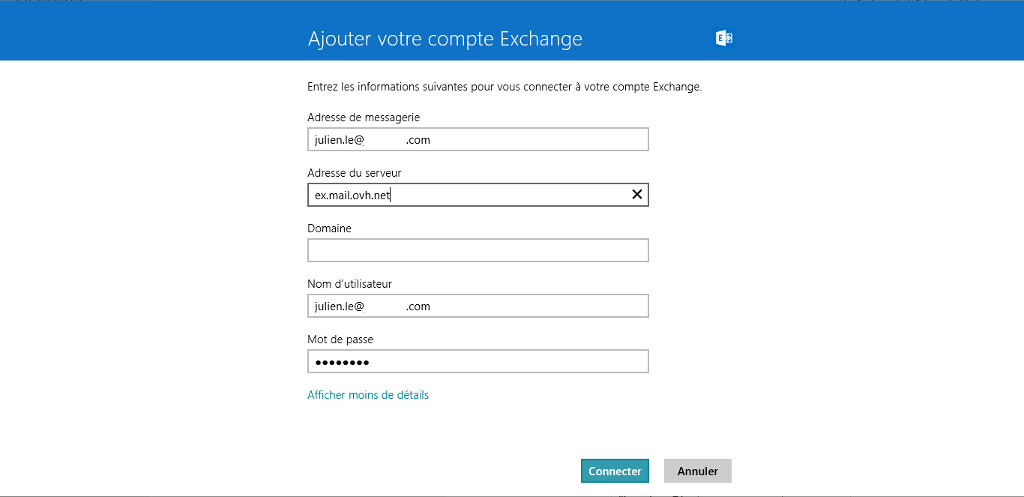 Ajouter votre compte Exchange
Entrez les informations suivantes pour vous connecter à votre compte Exchange.
Adresse de messagerie
julien.le@ .com
Adresse du serveur
ex.mail.ovh.net
Domaine
Nom d'utilisateur
julien.le@ .com
Mot de passe
●●●●●●●●
Afficher moins de détails
Connecter Annuler